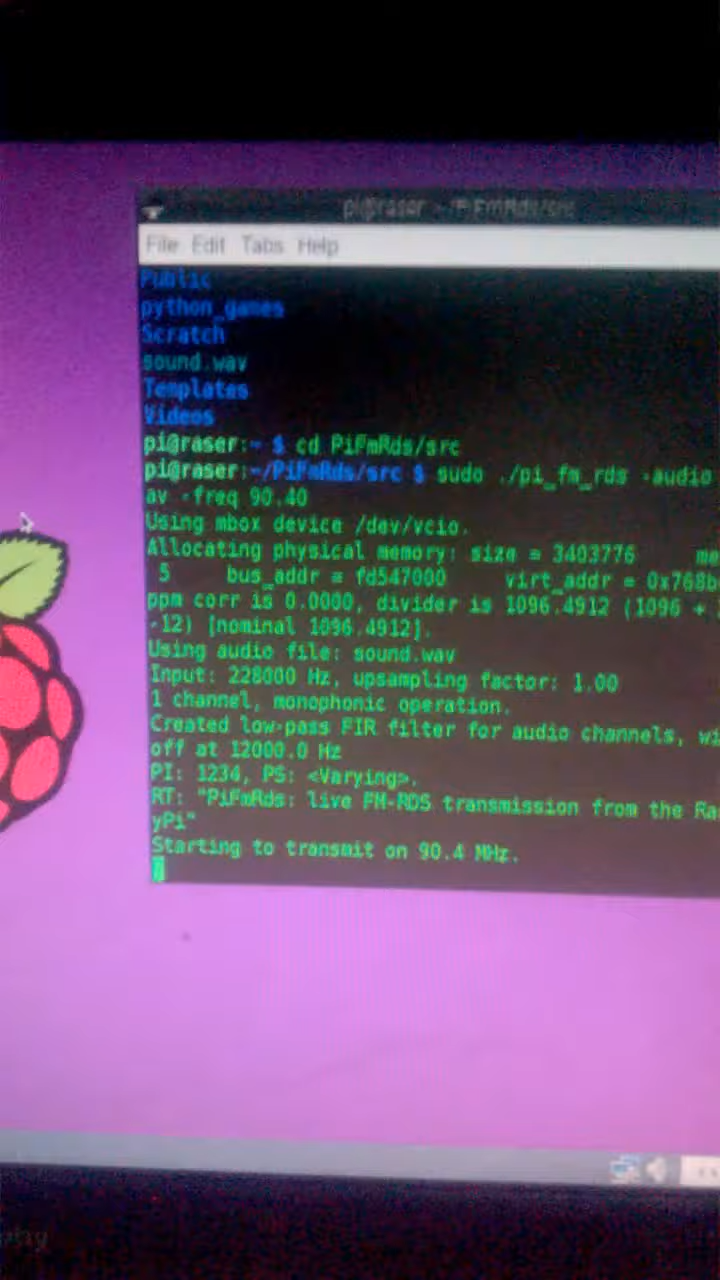 pi@raser: ~/PiFmRds/src
File Edit Tabs Help
Public
python_games
Scratch
sound.wav
Templates
Videos
pi@raser:~ $ cd PiFmRds/src
pi@raser:~/PiFmRds/src $ sudo ./pi_fm_rds -audio
av -freq 90.40
Using mbox device /dev/vcio.
Allocating physical memory: size = 3403776 me
5 bus_addr = fd547000 virt_addr = 0x768b
ppm corr is 0.0000, divider is 1096.4912 (1096 +
-12) [nominal 1096.4912].
Using audio file: sound.wav
Input: 228000 Hz, upsampling factor: 1.00
1 channel, monophonic operation.
Created low-pass FIR filter for audio channels, wi
off at 12000.0 Hz
PI: 1234, PS: <Varying>.
RT: "PiFmRds: live FM-RDS transmission from the Ra
yPi"
Starting to transmit on 90.4 MHz.